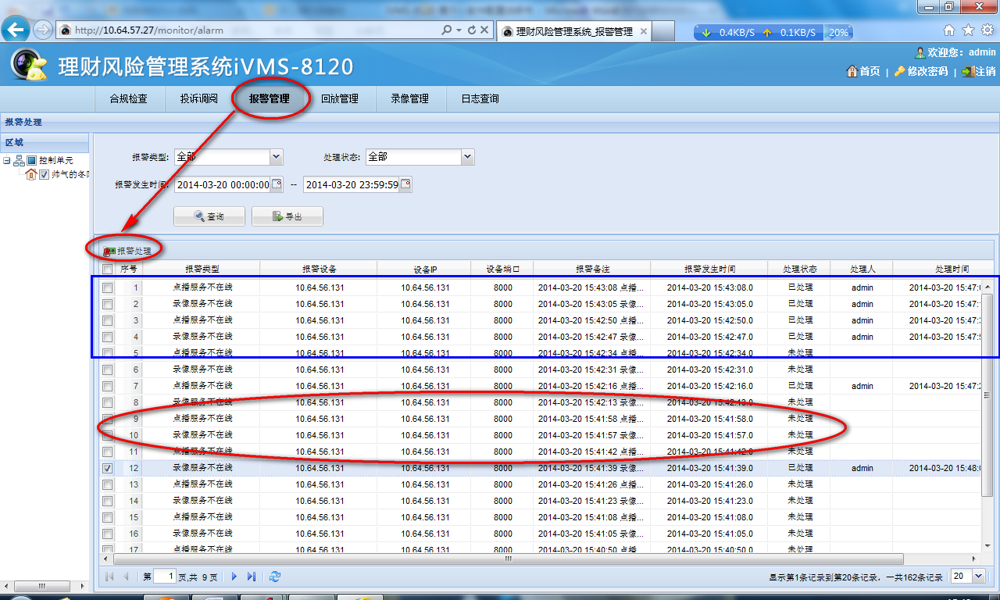 http://10.64.57.27/monitor/alarm
理财风险管理系统_报警管理
0.4KB/S 0.1KB/S 20%
理财风险管理系统iVMS-8120
欢迎您: admin
首页 | 修改密码 | 注销
合规检查 投诉调阅 报警管理 回放管理 录像管理 日志查询
报警处理
区域
控制单元
帅气的冬
报警类型: 全部 处理状态: 全部
报警发生时间: 2014-03-20 00:00:00 -- 2014-03-20 23:59:59
查询 导出
报警处理
序号 报警类型 报警设备 设备IP 设备端口 报警备注 报警发生时间 处理状态 处理人 处理时间
1 点播服务不在线 10.64.56.131 10.64.56.131 8000 2014-03-20 15:43:08 点播... 2014-03-20 15:43:08.0 已处理 admin 2014-03-20 15:47:
2 录像服务不在线 10.64.56.131 10.64.56.131 8000 2014-03-20 15:43:05 录像... 2014-03-20 15:43:05.0 已处理 admin 2014-03-20 15:47:
3 点播服务不在线 10.64.56.131 10.64.56.131 8000 2014-03-20 15:42:50 点播... 2014-03-20 15:42:50.0 已处理 admin 2014-03-20 15:47:
4 录像服务不在线 10.64.56.131 10.64.56.131 8000 2014-03-20 15:42:47 录像... 2014-03-20 15:42:47.0 已处理 admin 2014-03-20 15:47:
5 点播服务不在线 10.64.56.131 10.64.56.131 8000 2014-03-20 15:42:34 点播... 2014-03-20 15:42:34.0 未处理
6 录像服务不在线 10.64.56.131 10.64.56.131 8000 2014-03-20 15:42:31 录像... 2014-03-20 15:42:31.0 未处理
7 点播服务不在线 10.64.56.131 10.64.56.131 8000 2014-03-20 15:42:16 点播... 2014-03-20 15:42:16.0 已处理 admin 2014-03-20 15:47:
8 录像服务不在线 10.64.56.131 10.64.56.131 8000 2014-03-20 15:42:13 录像... 2014-03-20 15:42:13.0 未处理
9 点播服务不在线 10.64.56.131 10.64.56.131 8000 2014-03-20 15:41:58 点播... 2014-03-20 15:41:58.0 未处理
10 录像服务不在线 10.64.56.131 10.64.56.131 8000 2014-03-20 15:41:57 录像... 2014-03-20 15:41:57.0 未处理
11 点播服务不在线 10.64.56.131 10.64.56.131 8000 2014-03-20 15:41:42 点播... 2014-03-20 15:41:42.0 未处理
12 录像服务不在线 10.64.56.131 10.64.56.131 8000 2014-03-20 15:41:39 录像... 2014-03-20 15:41:39.0 已处理 admin 2014-03-20 15:48:
13 点播服务不在线 10.64.56.131 10.64.56.131 8000 2014-03-20 15:41:26 点播... 2014-03-20 15:41:26.0 未处理
14 录像服务不在线 10.64.56.131 10.64.56.131 8000 2014-03-20 15:41:23 录像... 2014-03-20 15:41:23.0 未处理
15 点播服务不在线 10.64.56.131 10.64.56.131 8000 2014-03-20 15:41:08 点播... 2014-03-20 15:41:08.0 未处理
16 录像服务不在线 10.64.56.131 10.64.56.131 8000 2014-03-20 15:41:05 录像... 2014-03-20 15:41:05.0 未处理
17 点播服务不在线 10.64.56.131 10.64.56.131 8000 2014-03-20 15:40:50 点播... 2014-03-20 15:40:50.0 未处理
第 1 页,共 9 页 显示第1条记录到第20条记录，一共162条记录 20